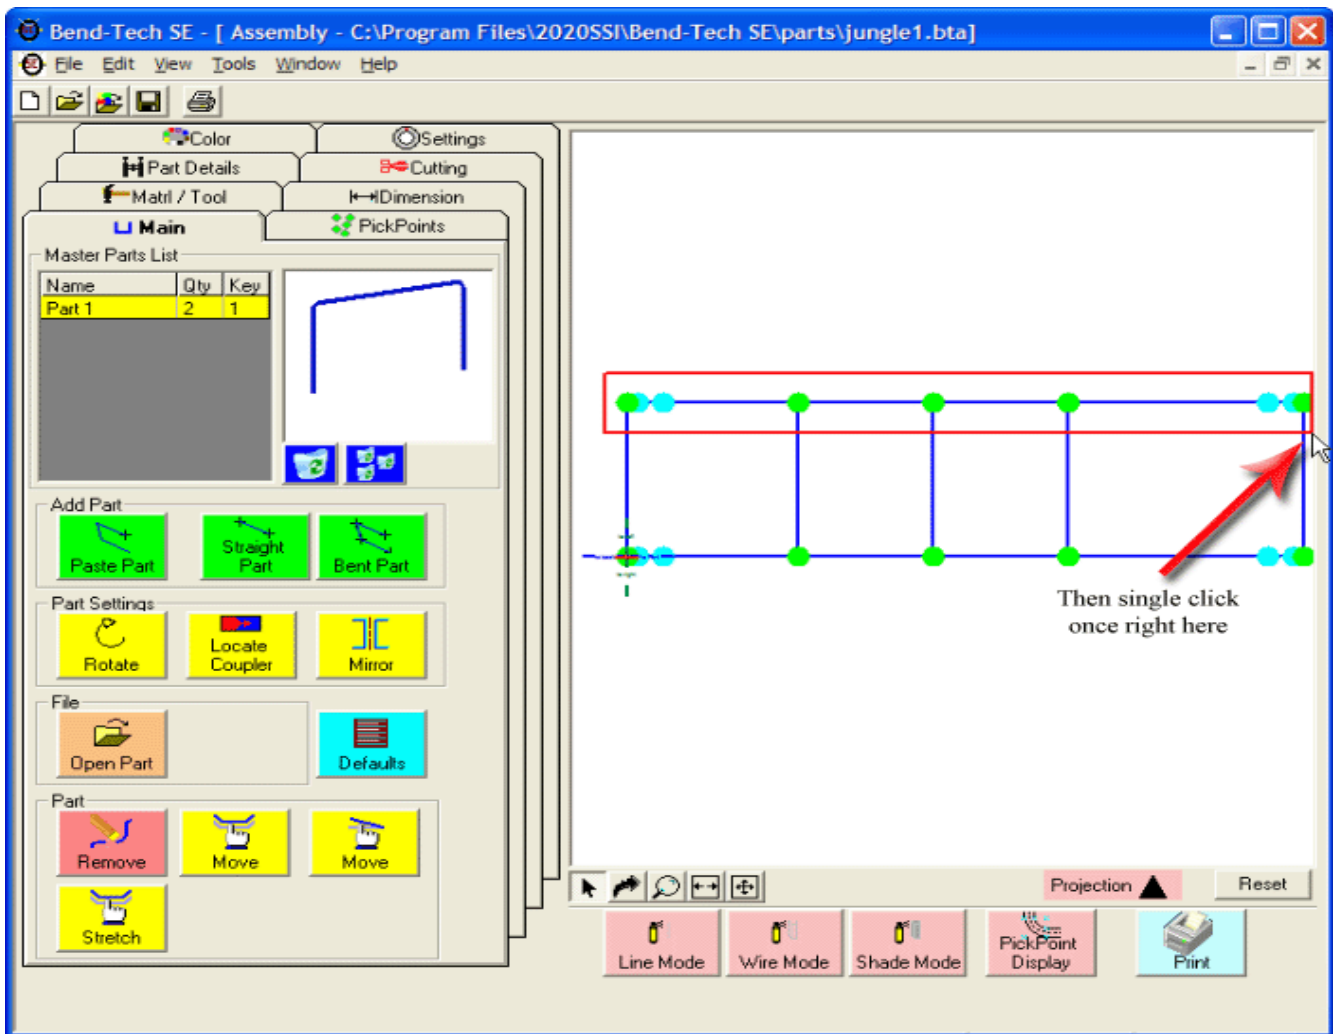 Bend-Tech SE - [ Assembly - C:\Program Files\2020SSI\Bend-Tech SE\parts\jungle1.bta]
File Edit View Tools Window Help
Color
Settings
Part Details
Cutting
Matrl / Tool
Dimension
Main
PickPoints
Master Parts List
Name Qty Key
Part 1 2 1
Add Part
Paste Part
Straight
Part
Bent Part
Part Settings
Rotate
Locate
Coupler
Mirror
File
Open Part
Defaults
Part
Remove
Move
Move
Stretch
Then single click
once right here
Projection
Reset
Line Mode
Wire Mode
Shade Mode
PickPoint
Display
Print